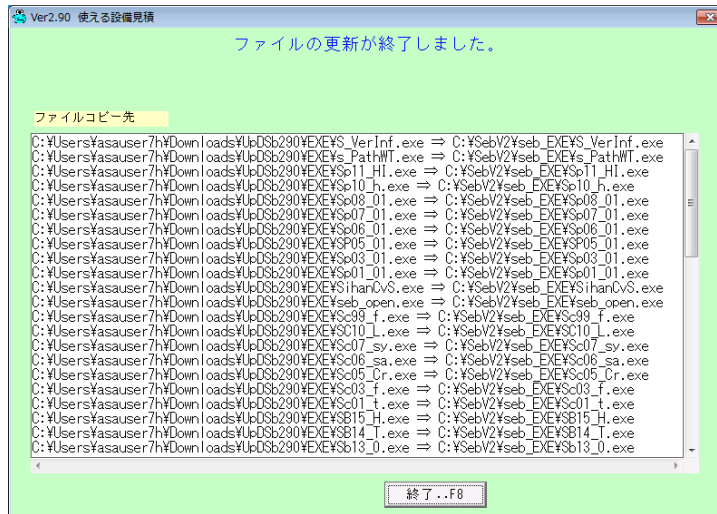 Ver2.90 使える設備見積
ファイルの更新が終了しました。
ファイルコピー先
C:¥Users¥asauser7h¥Downloads¥UpDSb290¥EXE¥S_VerInf.exe ⇒ C:¥SebV2¥seb_EXE¥S_VerInf.exe
C:¥Users¥asauser7h¥Downloads¥UpDSb290¥EXE¥s_PathWT.exe ⇒ C:¥SebV2¥seb_EXE¥s_PathWT.exe
C:¥Users¥asauser7h¥Downloads¥UpDSb290¥EXE¥Sp11_HI.exe ⇒ C:¥SebV2¥seb_EXE¥Sp11_HI.exe
C:¥Users¥asauser7h¥Downloads¥UpDSb290¥EXE¥Sp10_h.exe ⇒ C:¥SebV2¥seb_EXE¥Sp10_h.exe
C:¥Users¥asauser7h¥Downloads¥UpDSb290¥EXE¥Sp08_01.exe ⇒ C:¥SebV2¥seb_EXE¥Sp08_01.exe
C:¥Users¥asauser7h¥Downloads¥UpDSb290¥EXE¥Sp07_01.exe ⇒ C:¥SebV2¥seb_EXE¥Sp07_01.exe
C:¥Users¥asauser7h¥Downloads¥UpDSb290¥EXE¥Sp06_01.exe ⇒ C:¥SebV2¥seb_EXE¥Sp06_01.exe
C:¥Users¥asauser7h¥Downloads¥UpDSb290¥EXE¥SP05_01.exe ⇒ C:¥SebV2¥seb_EXE¥SP05_01.exe
C:¥Users¥asauser7h¥Downloads¥UpDSb290¥EXE¥Sp03_01.exe ⇒ C:¥SebV2¥seb_EXE¥Sp03_01.exe
C:¥Users¥asauser7h¥Downloads¥UpDSb290¥EXE¥Sp01_01.exe ⇒ C:¥SebV2¥seb_EXE¥Sp01_01.exe
C:¥Users¥asauser7h¥Downloads¥UpDSb290¥EXE¥SihanCvS.exe ⇒ C:¥SebV2¥seb_EXE¥SihanCvS.exe
C:¥Users¥asauser7h¥Downloads¥UpDSb290¥EXE¥seb_open.exe ⇒ C:¥SebV2¥seb_EXE¥seb_open.exe
C:¥Users¥asauser7h¥Downloads¥UpDSb290¥EXE¥Sc99_f.exe ⇒ C:¥SebV2¥seb_EXE¥Sc99_f.exe
C:¥Users¥asauser7h¥Downloads¥UpDSb290¥EXE¥SC10_L.exe ⇒ C:¥SebV2¥seb_EXE¥SC10_L.exe
C:¥Users¥asauser7h¥Downloads¥UpDSb290¥EXE¥Sc07_sy.exe ⇒ C:¥SebV2¥seb_EXE¥Sc07_sy.exe
C:¥Users¥asauser7h¥Downloads¥UpDSb290¥EXE¥Sc06_sa.exe ⇒ C:¥SebV2¥seb_EXE¥Sc06_sa.exe
C:¥Users¥asauser7h¥Downloads¥UpDSb290¥EXE¥Sc05_Cr.exe ⇒ C:¥SebV2¥seb_EXE¥Sc05_Cr.exe
C:¥Users¥asauser7h¥Downloads¥UpDSb290¥EXE¥Sc03_f.exe ⇒ C:¥SebV2¥seb_EXE¥Sc03_f.exe
C:¥Users¥asauser7h¥Downloads¥UpDSb290¥EXE¥Sc01_t.exe ⇒ C:¥SebV2¥seb_EXE¥Sc01_t.exe
C:¥Users¥asauser7h¥Downloads¥UpDSb290¥EXE¥SB15_H.exe ⇒ C:¥SebV2¥seb_EXE¥SB15_H.exe
C:¥Users¥asauser7h¥Downloads¥UpDSb290¥EXE¥SB14_T.exe ⇒ C:¥SebV2¥seb_EXE¥SB14_T.exe
C:¥Users¥asauser7h¥Downloads¥UpDSb290¥EXE¥Sb13_0.exe ⇒ C:¥SebV2¥seb_EXE¥Sb13_0.exe
終了..F8